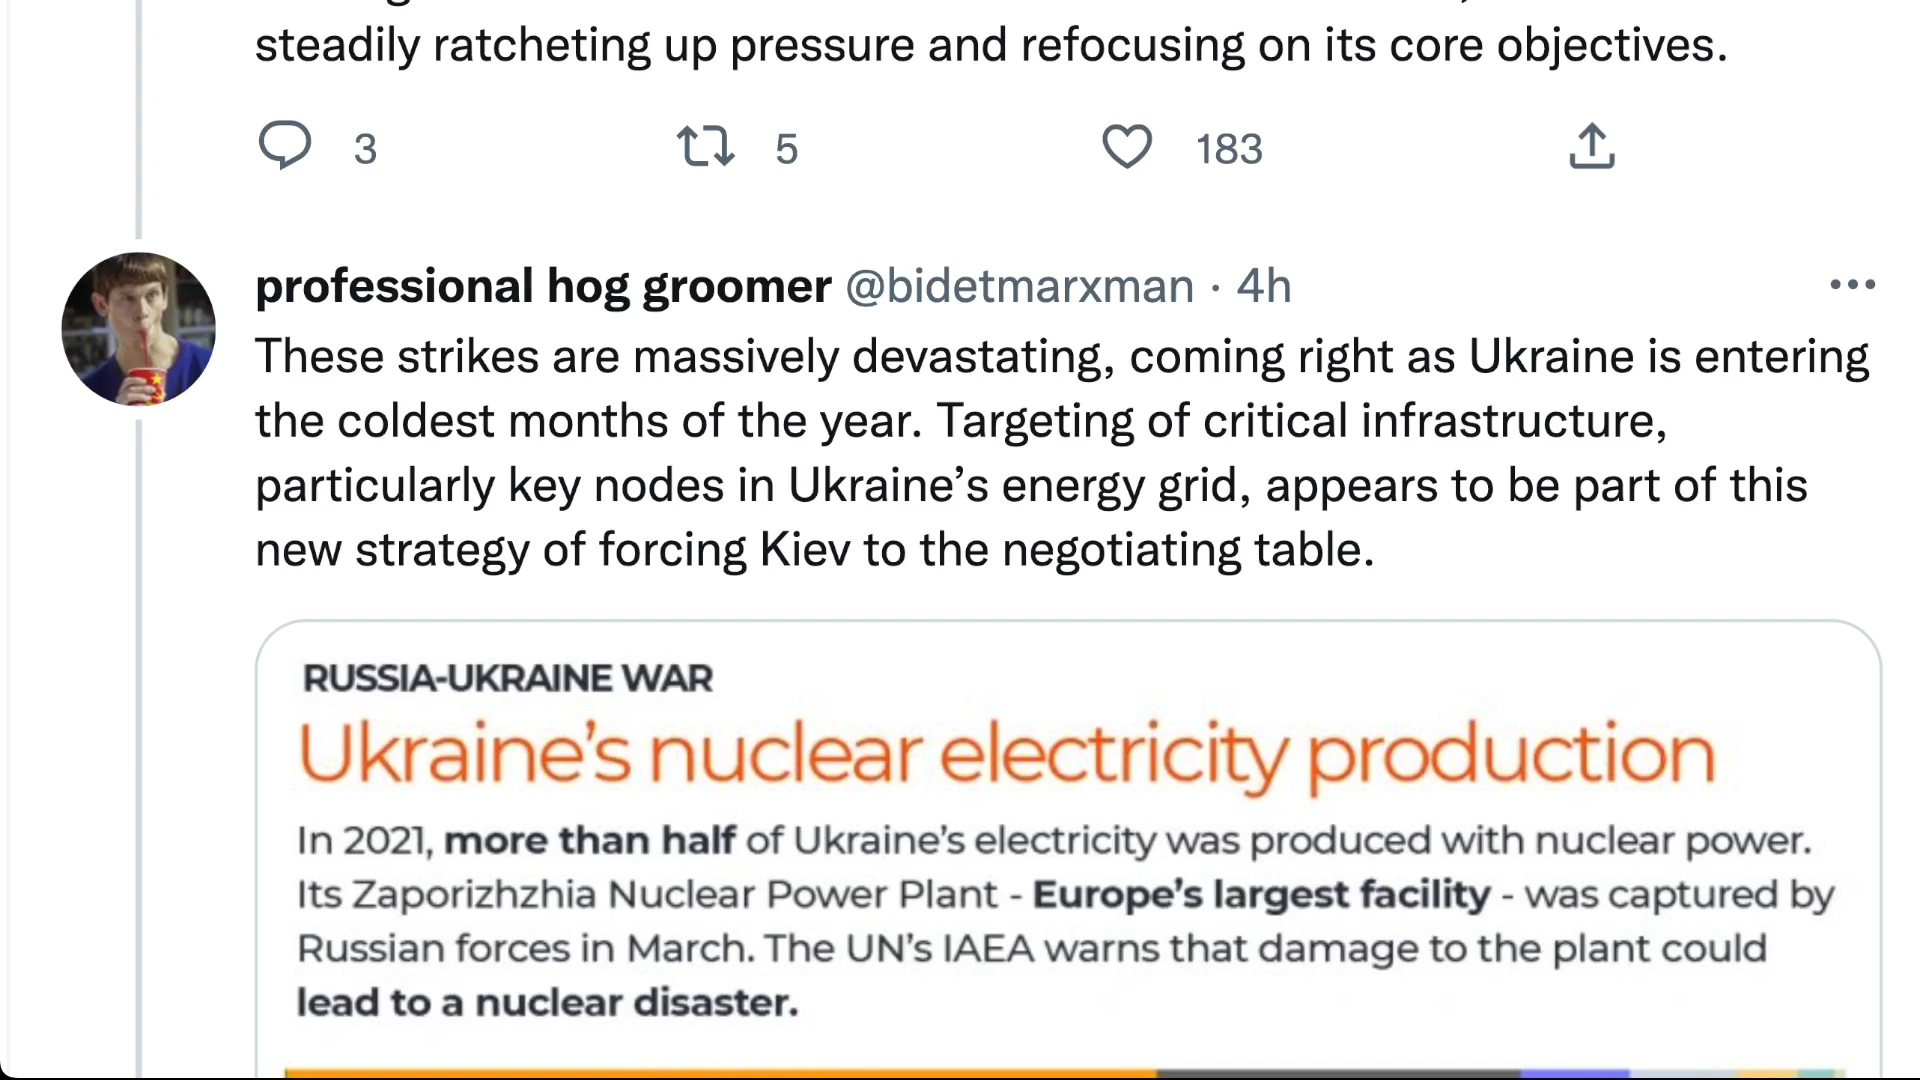 steadily ratcheting up pressure and refocusing on its core objectives.
3 5 183
professional hog groomer @bidetmarxman · 4h
These strikes are massively devastating, coming right as Ukraine is entering
the coldest months of the year. Targeting of critical infrastructure,
particularly key nodes in Ukraine’s energy grid, appears to be part of this
new strategy of forcing Kiev to the negotiating table.
RUSSIA-UKRAINE WAR
Ukraine’s nuclear electricity production
In 2021, more than half of Ukraine’s electricity was produced with nuclear power.
Its Zaporizhzhia Nuclear Power Plant - Europe’s largest facility - was captured by
Russian forces in March. The UN’s IAEA warns that damage to the plant could
lead to a nuclear disaster.